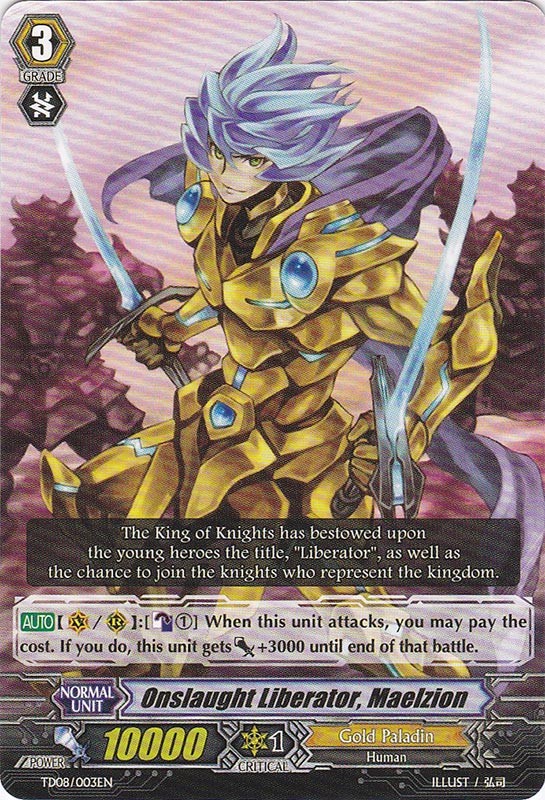 3
GRADE
The King of Knights has bestowed upon
the young heroes the title, "Liberator", as well as
the chance to join the knights who represent the kingdom.
AUTO【V/R】:[①] When this unit attacks, you may pay the
cost. If you do, this unit gets +3000 until end of that battle.
NORMAL
UNIT
Onslaught Liberator, Maelzion
POWER
10000
1
CRITICAL
Gold Paladin
Human
TD08/003EN
ILLUST / 弘司